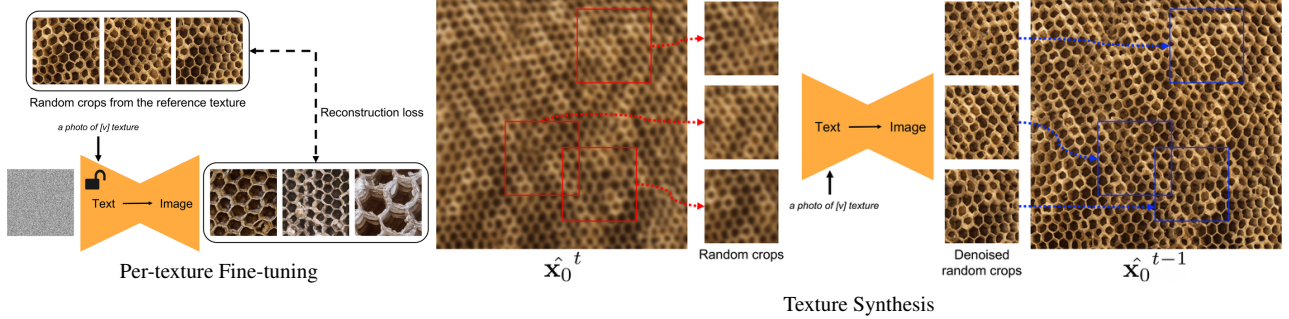 Random crops from the reference texture
Reconstruction loss
a photo of [v] texture
Text → Image
Per-texture Fine-tuning
x̂₀ᵗ
Random crops
Text → Image
a photo of [v] texture
Denoised
random crops
x̂₀ᵗ⁻¹
Texture Synthesis